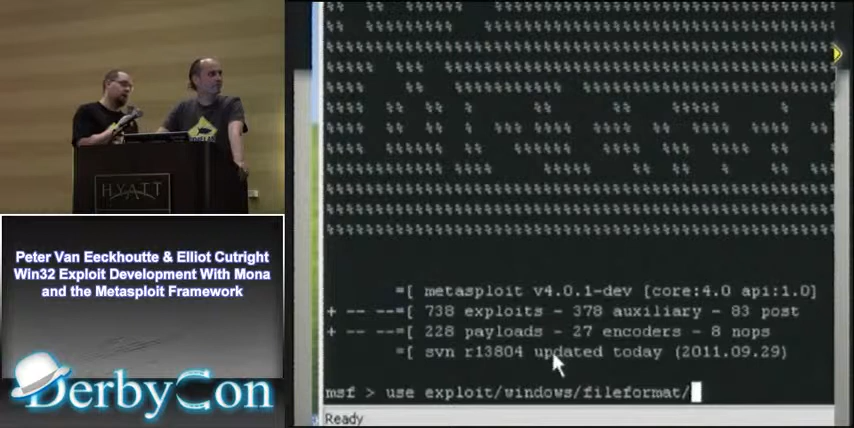 HYATT
Peter Van Eeckhoutte & Elliot Cutright
Win32 Exploit Development With Mona
and the Metasploit Framework
DerbyCon
=[ metasploit v4.0.1-dev [core:4.0 api:1.0]
+ -- --=[ 738 exploits - 378 auxiliary - 83 post
+ -- --=[ 228 payloads - 27 encoders - 8 nops
=[ svn r13804 updated today (2011.09.29)
msf > use exploit/windows/fileformat/
Ready